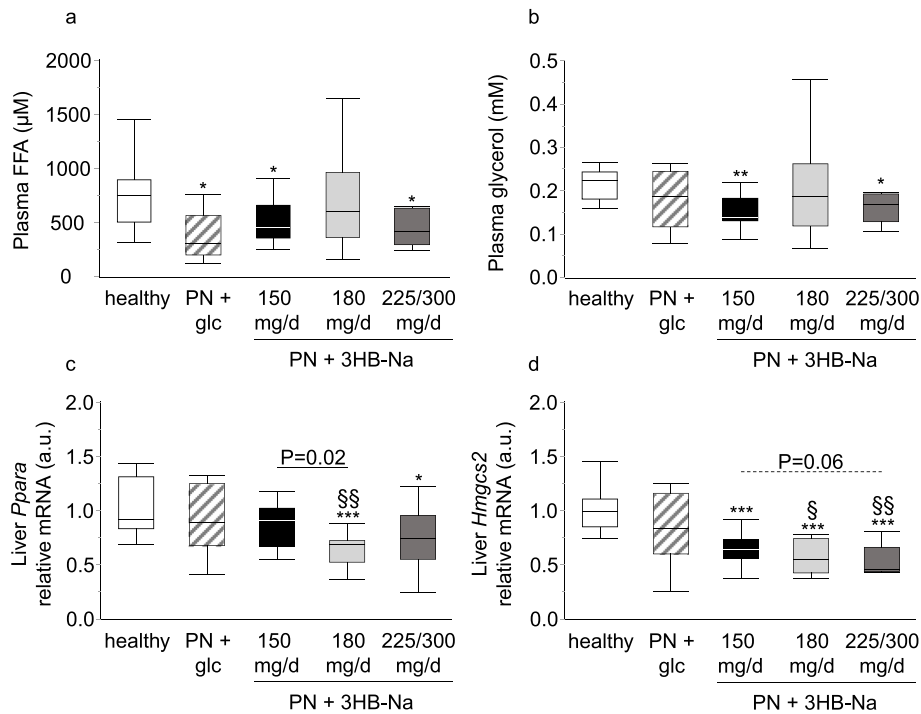 a
2000
1500
1000
500
0
Plasma FFA (µM)
*
*
*
healthy
PN +
glc
150
mg/d
180
mg/d
225/300
mg/d
PN + 3HB-Na
b
0.5
0.4
0.3
0.2
0.1
0.0
Plasma glycerol (mM)
**
*
healthy
PN +
glc
150
mg/d
180
mg/d
225/300
mg/d
PN + 3HB-Na
c
2.0
1.5
1.0
0.5
0.0
Liver Ppara
relative mRNA (a.u.)
P=0.02
§§
***
*
healthy
PN +
glc
150
mg/d
180
mg/d
225/300
mg/d
PN + 3HB-Na
d
2.0
1.5
1.0
0.5
0.0
Liver Hmgcs2
relative mRNA (a.u.)
P=0.06
***
§
***
§§
***
healthy
PN +
glc
150
mg/d
180
mg/d
225/300
mg/d
PN + 3HB-Na